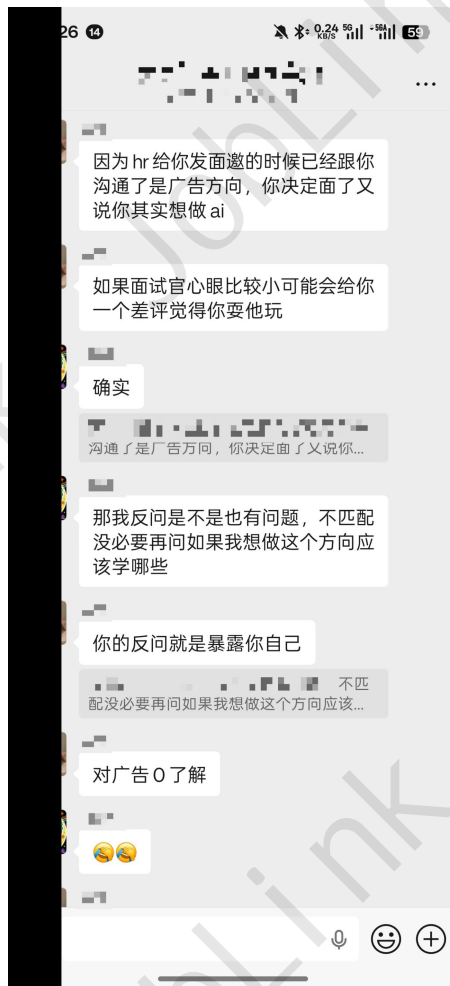 26 14
0.24 KB/S 5G 5GA 59
因为 hr 给你发面邀的时候已经跟你
沟通了是广告方向，你决定面了又
说你其实想做 ai
如果面试官心眼比较小可能会给你
一个差评觉得你耍他玩
确实
沟通了是广告方向，你决定面了又说你...
那我反问是不是也有问题，不匹配
没必要再问如果我想做这个方向应
该学哪些
你的反问就是暴露你自己
不匹
配没必要再问如果我想做这个方向应该...
对广告 0 了解
JobLink
JobLink